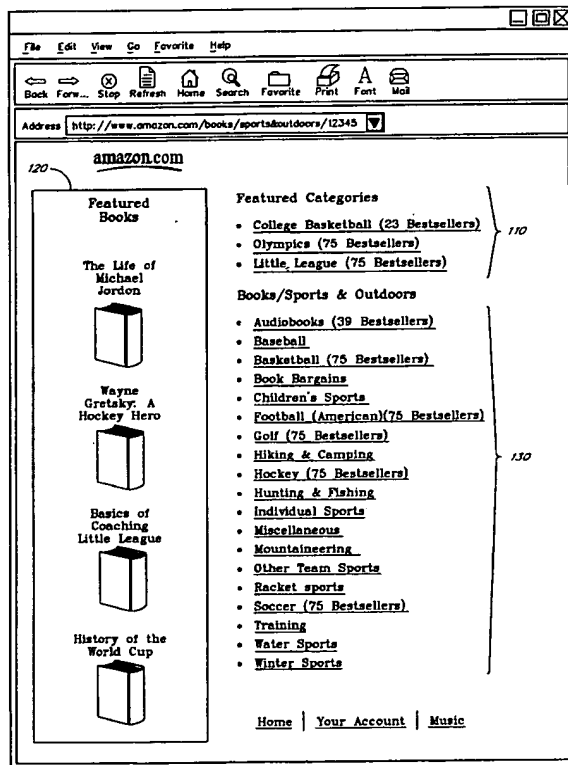 File Edit View Go Favorite Help
Back Forw... Stop Refresh Home Search Favorite Print Font Mail
Address http://www.amazon.com/books/sports&outdoors/12345
amazon.com
120
Featured
Books
The Life of
Michael
Jordon
Wayne
Gretsky: A
Hockey Hero
Basics of
Coaching
Little League
History of the
World Cup
Featured Categories
• College Basketball (23 Bestsellers)
• Olympics (75 Bestsellers)
• Little League (75 Bestsellers)
110
Books/Sports & Outdoors
• Audiobooks (39 Bestsellers)
• Baseball
• Basketball (75 Bestsellers)
• Book Bargains
• Children's Sports
• Football (American)(75 Bestsellers)
• Golf (75 Bestsellers)
• Hiking & Camping
• Hockey (75 Bestsellers)
• Hunting & Fishing
• Individual Sports
• Miscellaneous
• Mountaineering
• Other Team Sports
• Racket sports
• Soccer (75 Bestsellers)
• Training
• Water Sports
• Winter Sports
130
Home | Your Account | Music